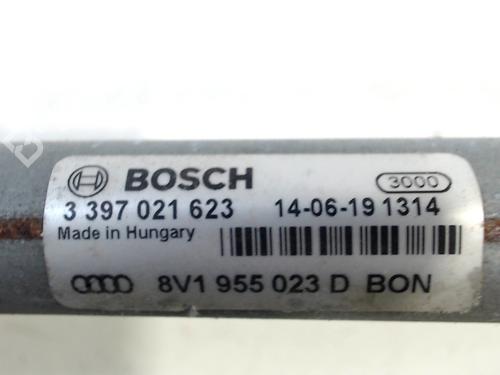 BOSCH 3000
3 397 021 623 14-06-19 1314
Made in Hungary
8V1 955 023 D BON